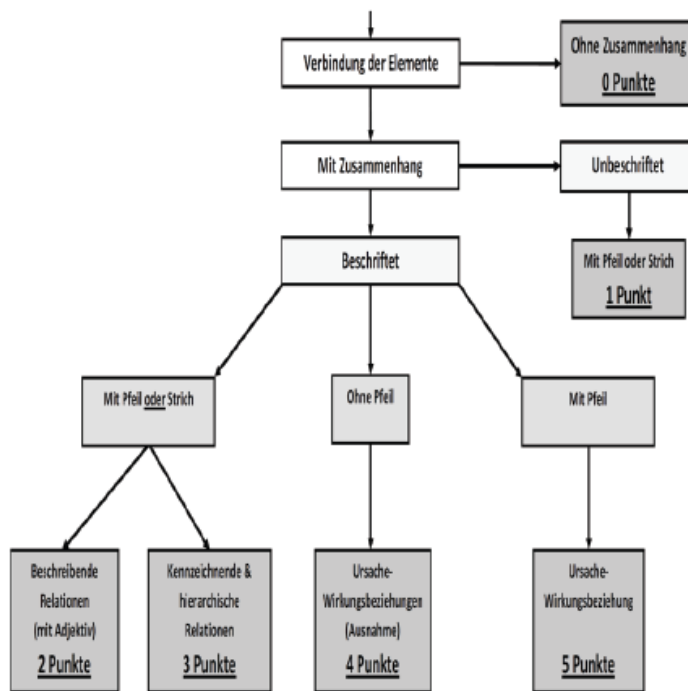 Verbindung der Elemente
Ohne Zusammenhang
0 Punkte
Mit Zusammenhang
Unbeschriftet
Beschriftet
Mit Pfeil oder Strich
1 Punkt
Mit Pfeil oder Strich
Ohne Pfeil
Mit Pfeil
Beschreibende
Relationen
(mit Adjektiv)
2 Punkte
Kennzeichnende &
hierarchische
Relationen
3 Punkte
Ursache-
Wirkungsbeziehungen
(Ausnahme)
4 Punkte
Ursache-
Wirkungsbeziehung
5 Punkte